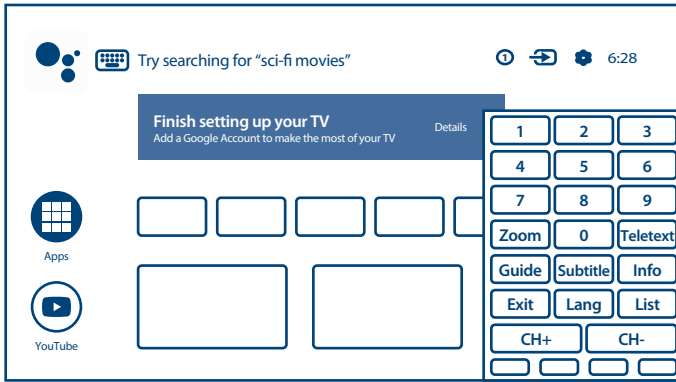 Try searching for “sci-fi movies”
1
6:28
Finish setting up your TV
Add a Google Account to make the most of your TV
Details
1 2 3
4 5 6
7 8 9
Zoom 0 Teletext
Guide Subtitle Info
Exit Lang List
CH+ CH-
Apps
YouTube